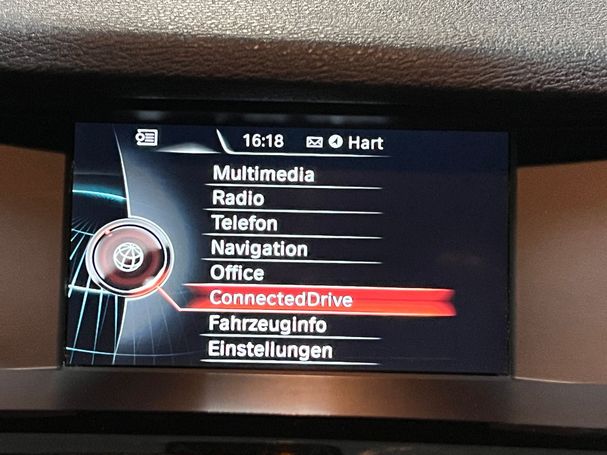 16:18 Hart
Multimedia
Radio
Telefon
Navigation
Office
ConnectedDrive
Fahrzeuginfo
Einstellungen